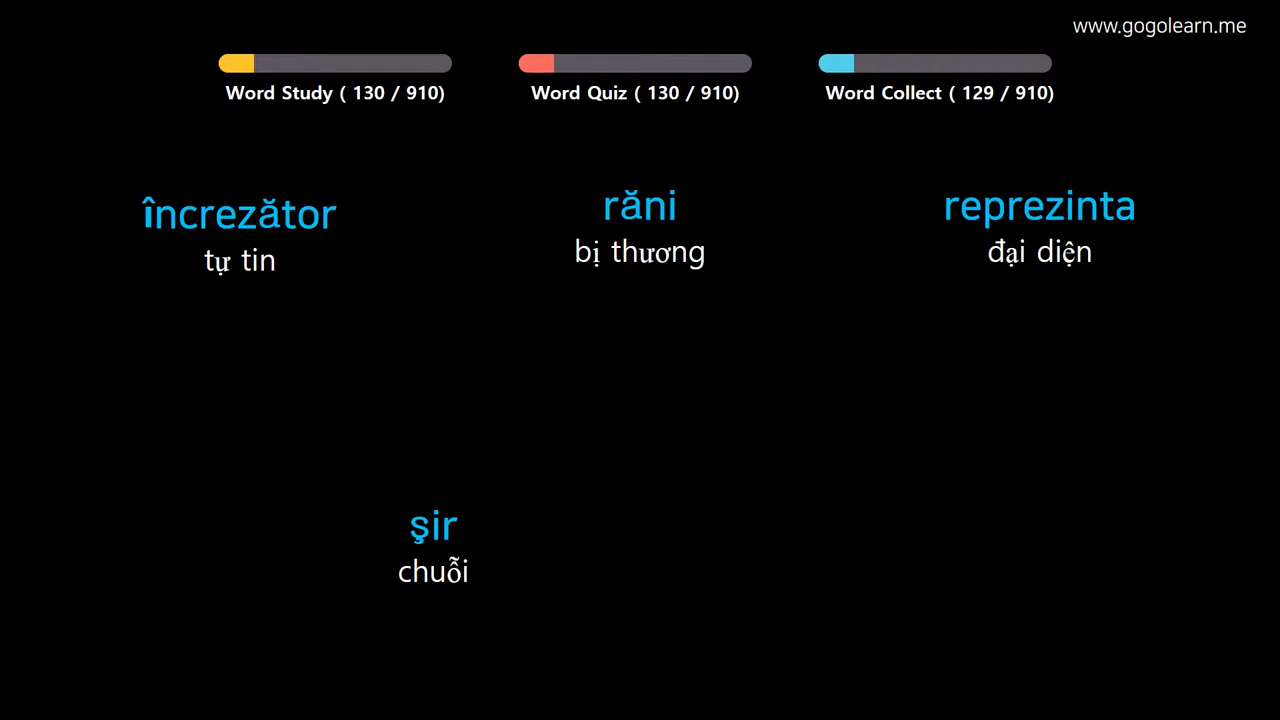 www.gogolearn.me
Word Study ( 130 / 910)
Word Quiz ( 130 / 910)
Word Collect ( 129 / 910)
încrezător
tự tin
răni
bị thương
reprezinta
đại diện
şir
chuỗi